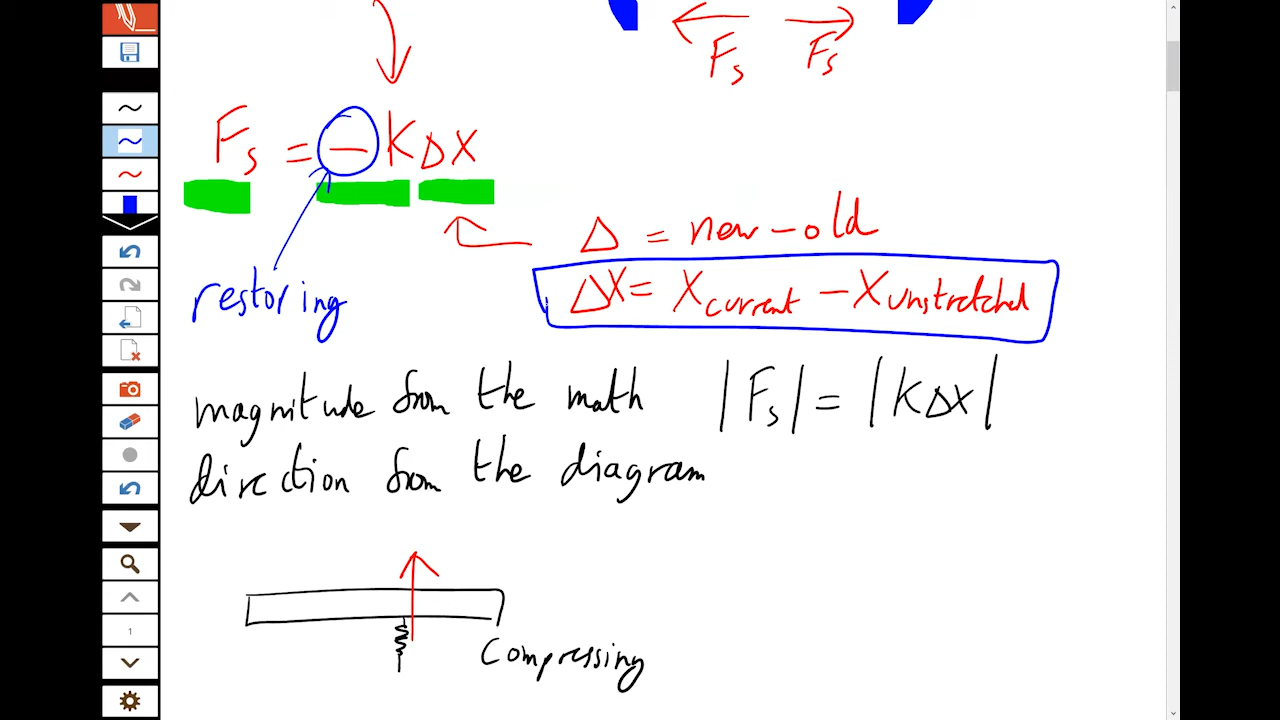 Fs Fs
Fs = - K Δ X
Δ = new - old
restoring
ΔX = Xcurrent - Xunstretched
magnitude from the math |Fs| = |KΔX|
direction from the diagram
Compressing
1